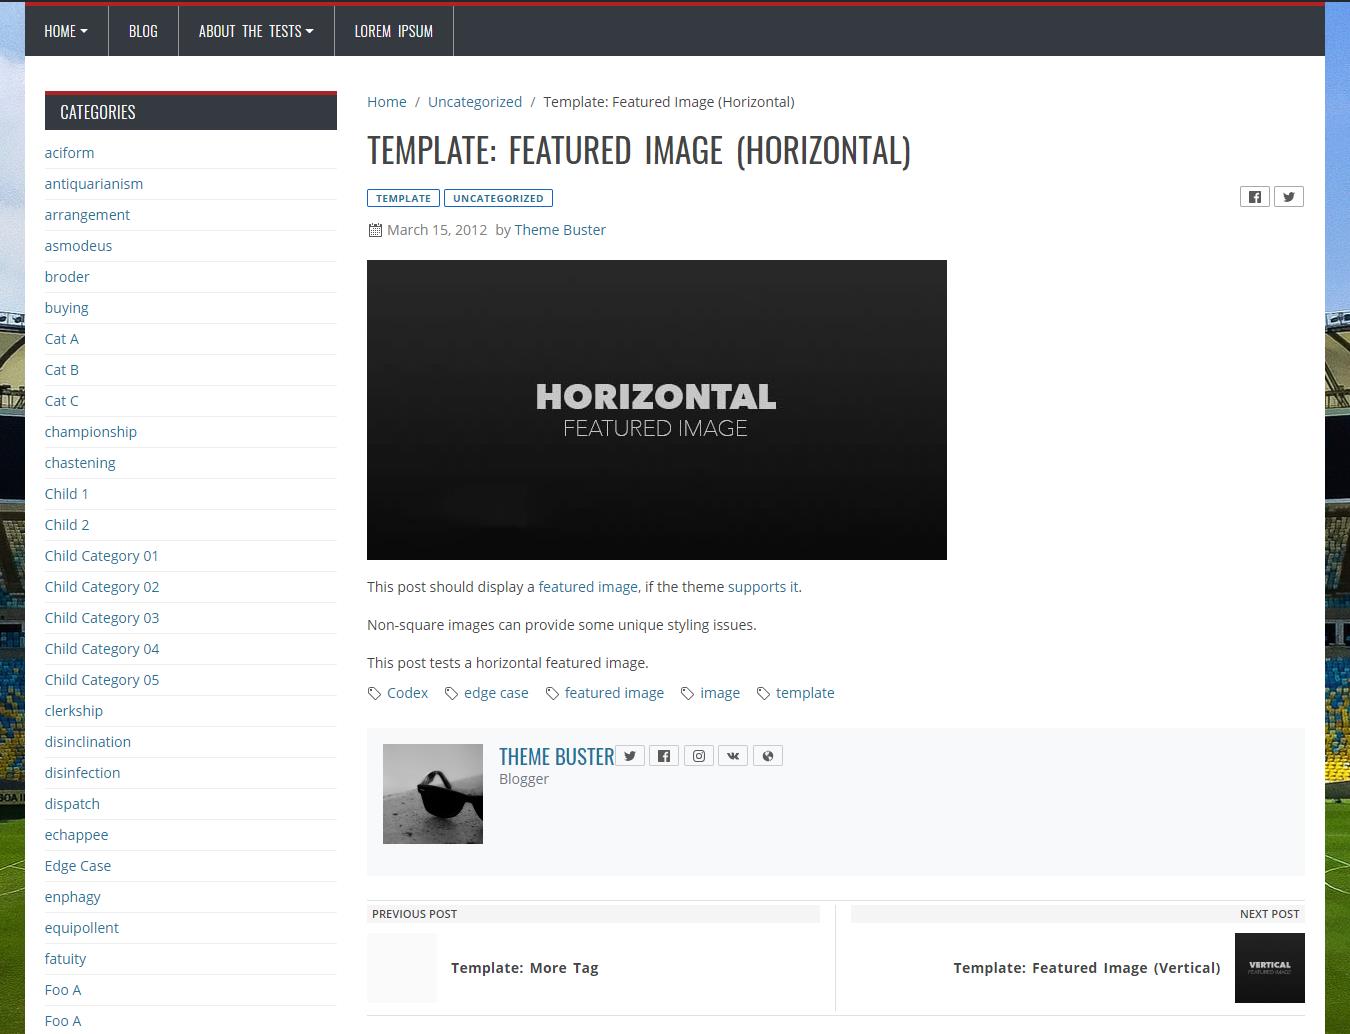 HOME
BLOG
ABOUT THE TESTS
LOREM IPSUM
CATEGORIES
aciform
antiquarianism
arrangement
asmodeus
broder
buying
Cat A
Cat B
Cat C
championship
chastening
Child 1
Child 2
Child Category 01
Child Category 02
Child Category 03
Child Category 04
Child Category 05
clerkship
disinclination
disinfection
dispatch
echappee
Edge Case
enphagy
equipollent
fatuity
Foo A
Foo A
Home / Uncategorized / Template: Featured Image (Horizontal)
TEMPLATE: FEATURED IMAGE (HORIZONTAL)
TEMPLATE UNCATEGORIZED
March 15, 2012 by Theme Buster
HORIZONTAL
FEATURED IMAGE
This post should display a featured image, if the theme supports it.
Non-square images can provide some unique styling issues.
This post tests a horizontal featured image.
Codex edge case featured image image template
THEME BUSTER
Blogger
PREVIOUS POST
Template: More Tag
NEXT POST
Template: Featured Image (Vertical)
VERTICAL
FEATURED IMAGE